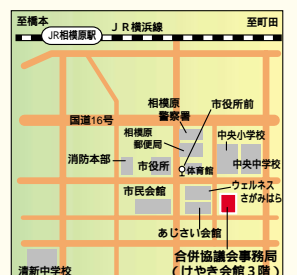 至橋本
至町田
JR横浜線
JR相模原駅
国道16号
相模原
警察署
市役所前
相模原
郵便局
中央小学校
消防本部
市役所
体育館
中央中学校
市民会館
ウェルネス
さがみはら
あじさい会館
合併協議会事務局
(けやき会館3階)
清新中学校